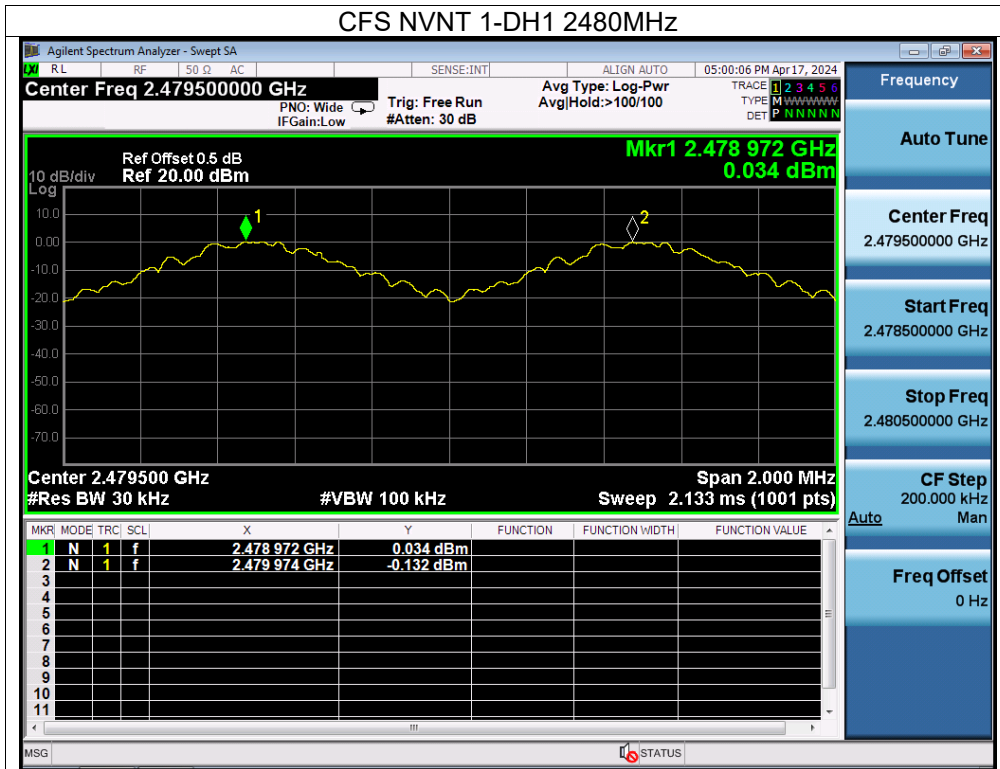 CFS NVNT 1-DH1 2480MHz
Agilent Spectrum Analyzer - Swept SA
LXI RL RF 50 Ω AC SENSE:INT ALIGN AUTO 05:00:06 PM Apr 17, 2024
Center Freq 2.479500000 GHz
PNO: Wide
IFGain:Low
Trig: Free Run
#Atten: 30 dB
Avg Type: Log-Pwr
Avg|Hold:>100/100
TRACE 1 2 3 4 5 6
TYPE M WWWWW
DET P N N N N N
Mkr1 2.478 972 GHz
0.034 dBm
Ref Offset 0.5 dB
10 dB/div Ref 20.00 dBm
Log
10.0
0.00
-10.0
-20.0
-30.0
-40.0
-50.0
-60.0
-70.0
1
2
Center 2.479500 GHz Span 2.000 MHz
#Res BW 30 kHz #VBW 100 kHz Sweep 2.133 ms (1001 pts)
MKR MODE TRC SCL X Y FUNCTION FUNCTION WIDTH FUNCTION VALUE
1 N 1 f 2.478 972 GHz 0.034 dBm
2 N 1 f 2.479 974 GHz -0.132 dBm
3
4
5
6
7
8
9
10
11
MSG STATUS
Frequency
Auto Tune
Center Freq
2.479500000 GHz
Start Freq
2.478500000 GHz
Stop Freq
2.480500000 GHz
CF Step
200.000 kHz
Auto Man
Freq Offset
0 Hz